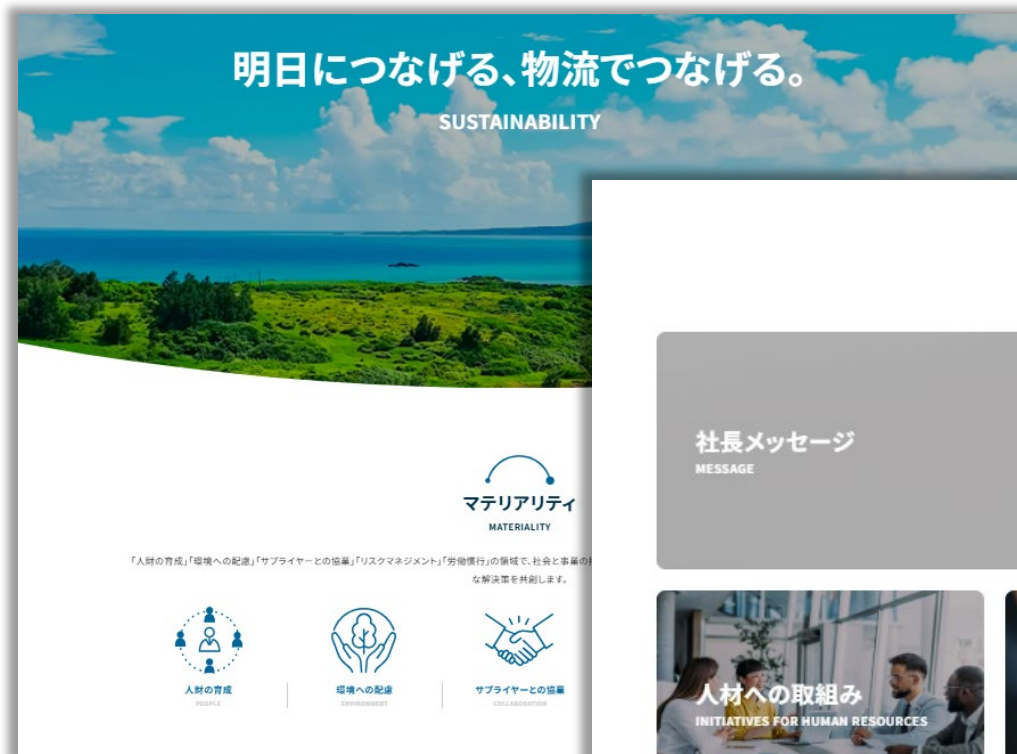 明日につなげる、物流でつなげる。
SUSTAINABILITY
マテリアリティ
MATERIALITY
「人財の育成」「環境への配慮」「サプライヤーとの協業」「リスクマネジメント」「労働慣行」の領域で、社会と事業の
な解決策を共創します。
人財の育成
PEOPLE
環境への配慮
ENVIRONMENT
サプライヤーとの協業
COLLABORATION
社長メッセージ
MESSAGE
人材への取組み
INITIATIVES FOR HUMAN RESOURCES